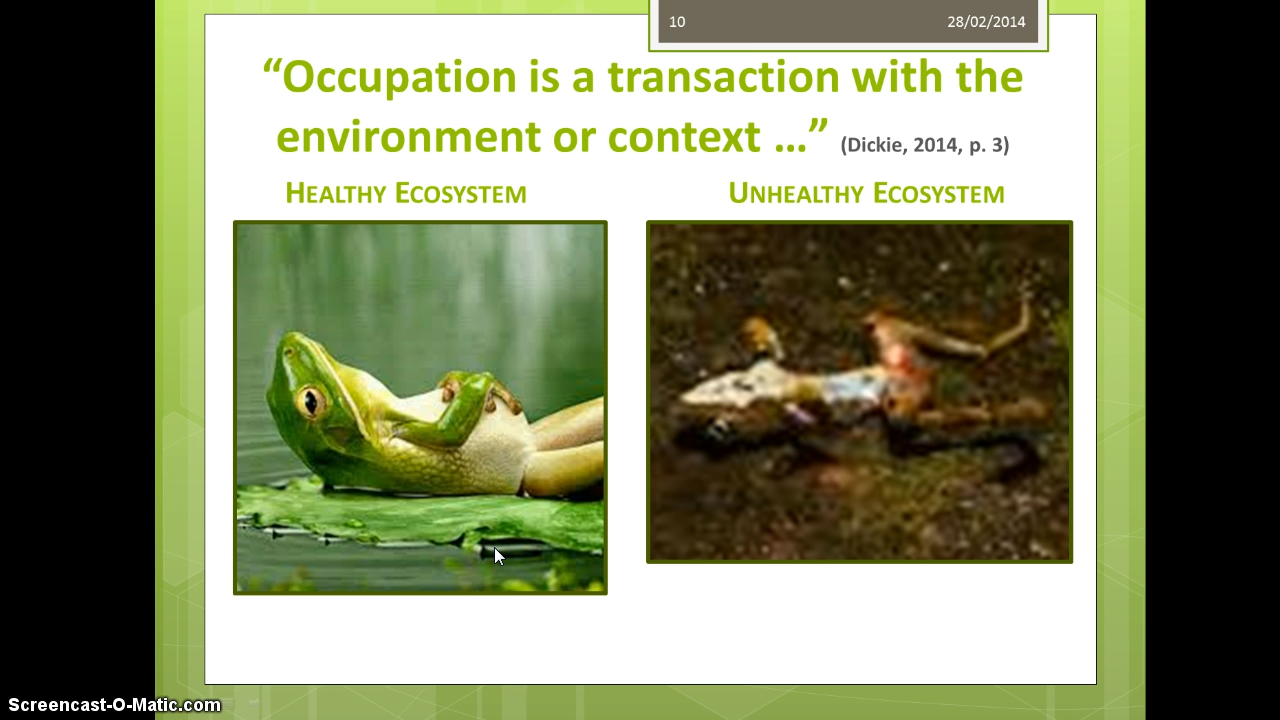 10 28/02/2014
“Occupation is a transaction with the
environment or context …” (Dickie, 2014, p. 3)
HEALTHY ECOSYSTEM UNHEALTHY ECOSYSTEM
Screencast-O-Matic.com